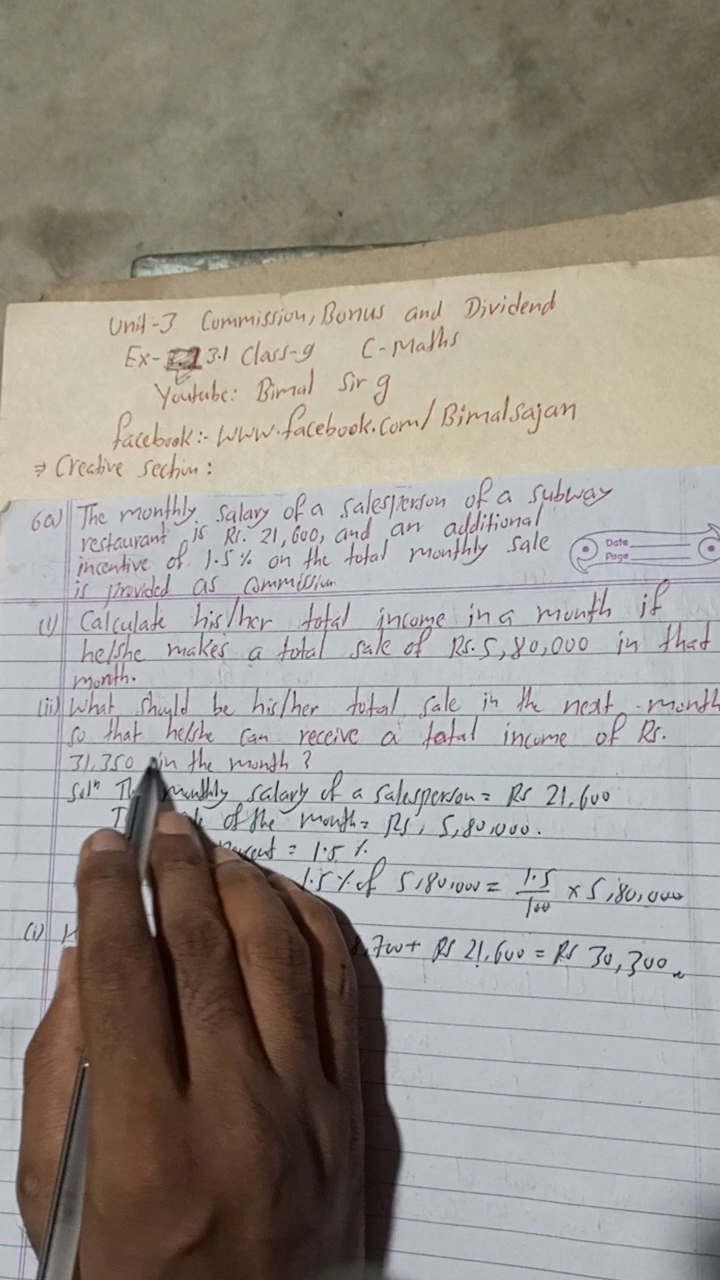 Unit-3 Commission, Bonus and Dividend
Ex- 3.1 Class-9 C-Maths
Youtube: Bimal Sir g
facebook:- www.facebook.com/Bimalsajan
⇒ Creative section:
6a) The monthly salary of a salesperson of a subway
restaurant is Rs. 21,600, and an additional
incentive of 1.5% on the total monthly sale
Date
Page
is provided as commission.
(i) Calculate his/her total income in a month if
he/she makes a total sale of Rs. 5,80,000 in that
month.
(ii) What should be his/her total sale in the next month
so that he/she can receive a total income of Rs.
31,350 in the month?
Solⁿ monthly salary of a salesperson = Rs 21,600
of the month = Rs, 5,80,000.
= 1.5%
1.5% of 5,80,000 = 1.5/100 × 5,80,000
(i) 8,700 + Rs 21,600 = Rs 30,300